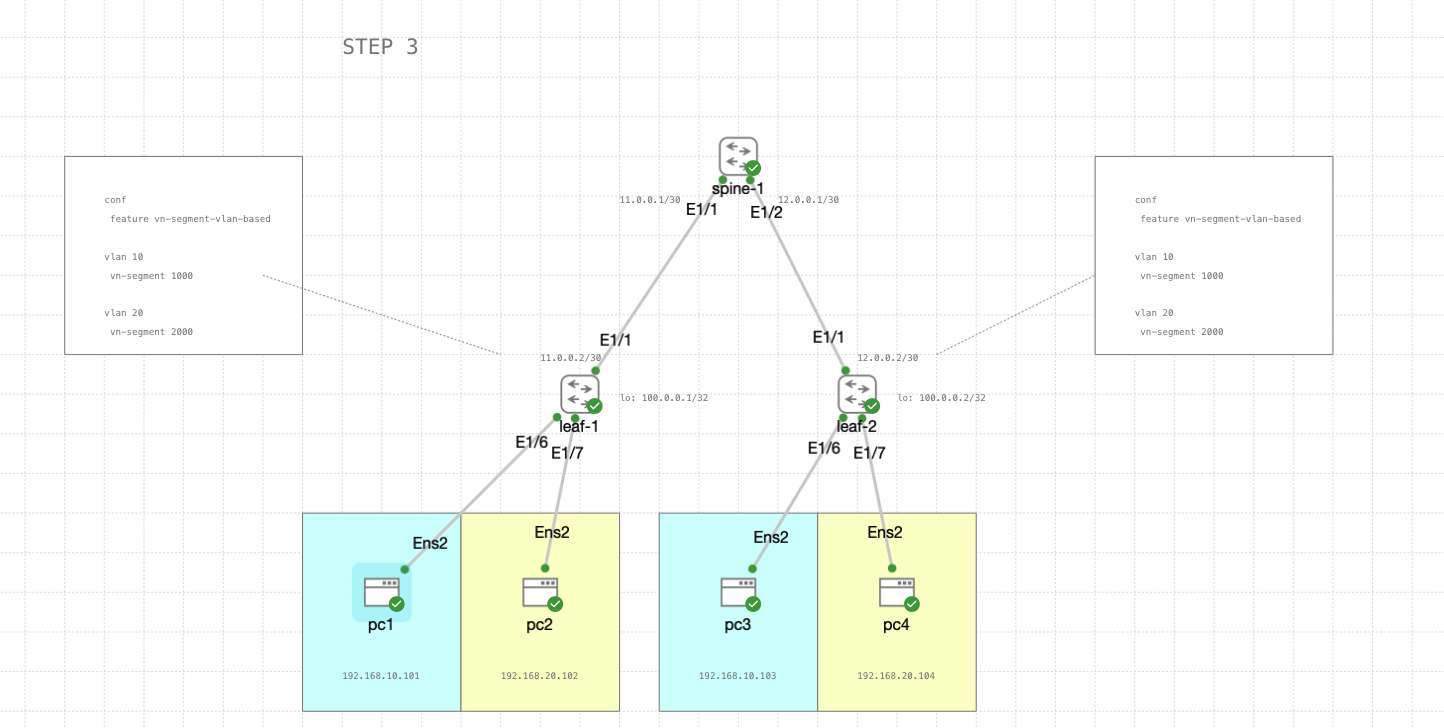 STEP 3
conf
feature vn-segment-vlan-based
vlan 10
vn-segment 1000
vlan 20
vn-segment 2000
spine-1
11.0.0.1/30
E1/1
E1/2
12.0.0.1/30
conf
feature vn-segment-vlan-based
vlan 10
vn-segment 1000
vlan 20
vn-segment 2000
E1/1
11.0.0.2/30
lo: 100.0.0.1/32
leaf-1
E1/6
E1/7
E1/1
12.0.0.2/30
lo: 100.0.0.2/32
leaf-2
E1/6
E1/7
Ens2
pc1
192.168.10.101
Ens2
pc2
192.168.20.102
Ens2
pc3
192.168.10.103
Ens2
pc4
192.168.20.104